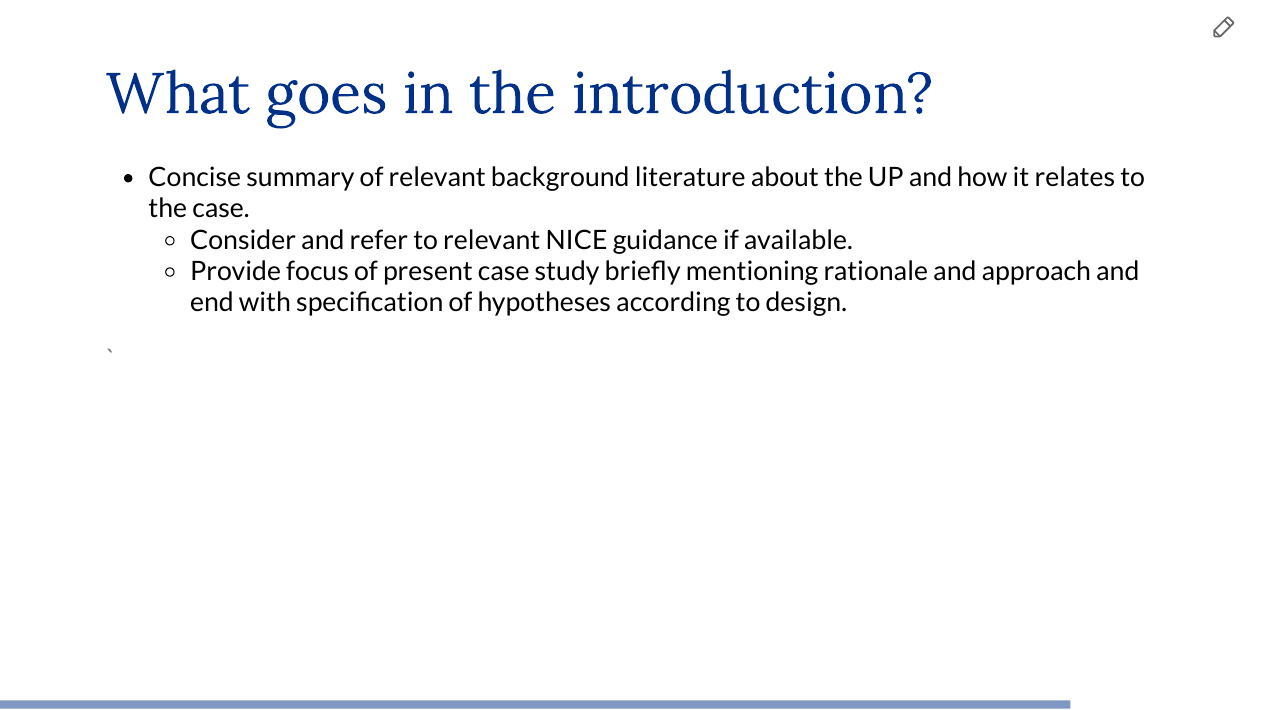 What goes in the introduction?
• Concise summary of relevant background literature about the UP and how it relates to
the case.
◦ Consider and refer to relevant NICE guidance if available.
◦ Provide focus of present case study briefly mentioning rationale and approach and
end with specification of hypotheses according to design.
`